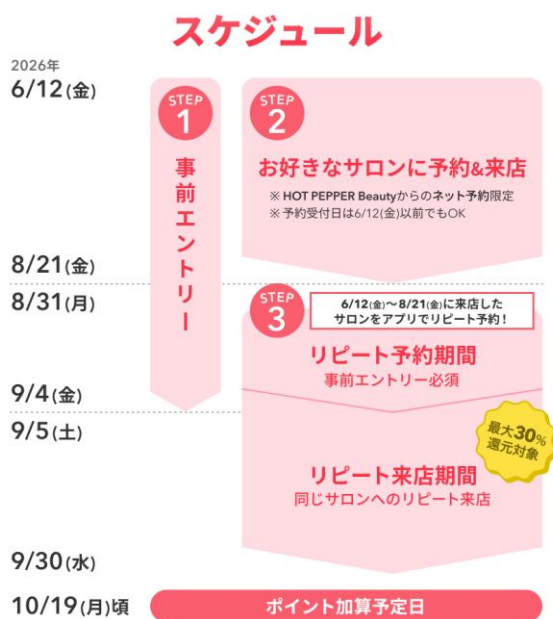 スケジュール
2026年
6/12(金)
8/21(金)
8/31(月)
9/4(金)
9/5(土)
9/30(水)
10/19(月)頃
STEP
1
事前エントリー
STEP
2
お好きなサロンに予約&来店
※ HOT PEPPER Beautyからのネット予約限定
※ 予約受付日は6/12(金)以前でもOK
STEP
3
6/12(金)〜8/21(金)に来店した
サロンをアプリでリピート予約!
リピート予約期間
事前エントリー必須
最大30%
還元対象
リピート来店期間
同じサロンへのリピート来店
ポイント加算予定日